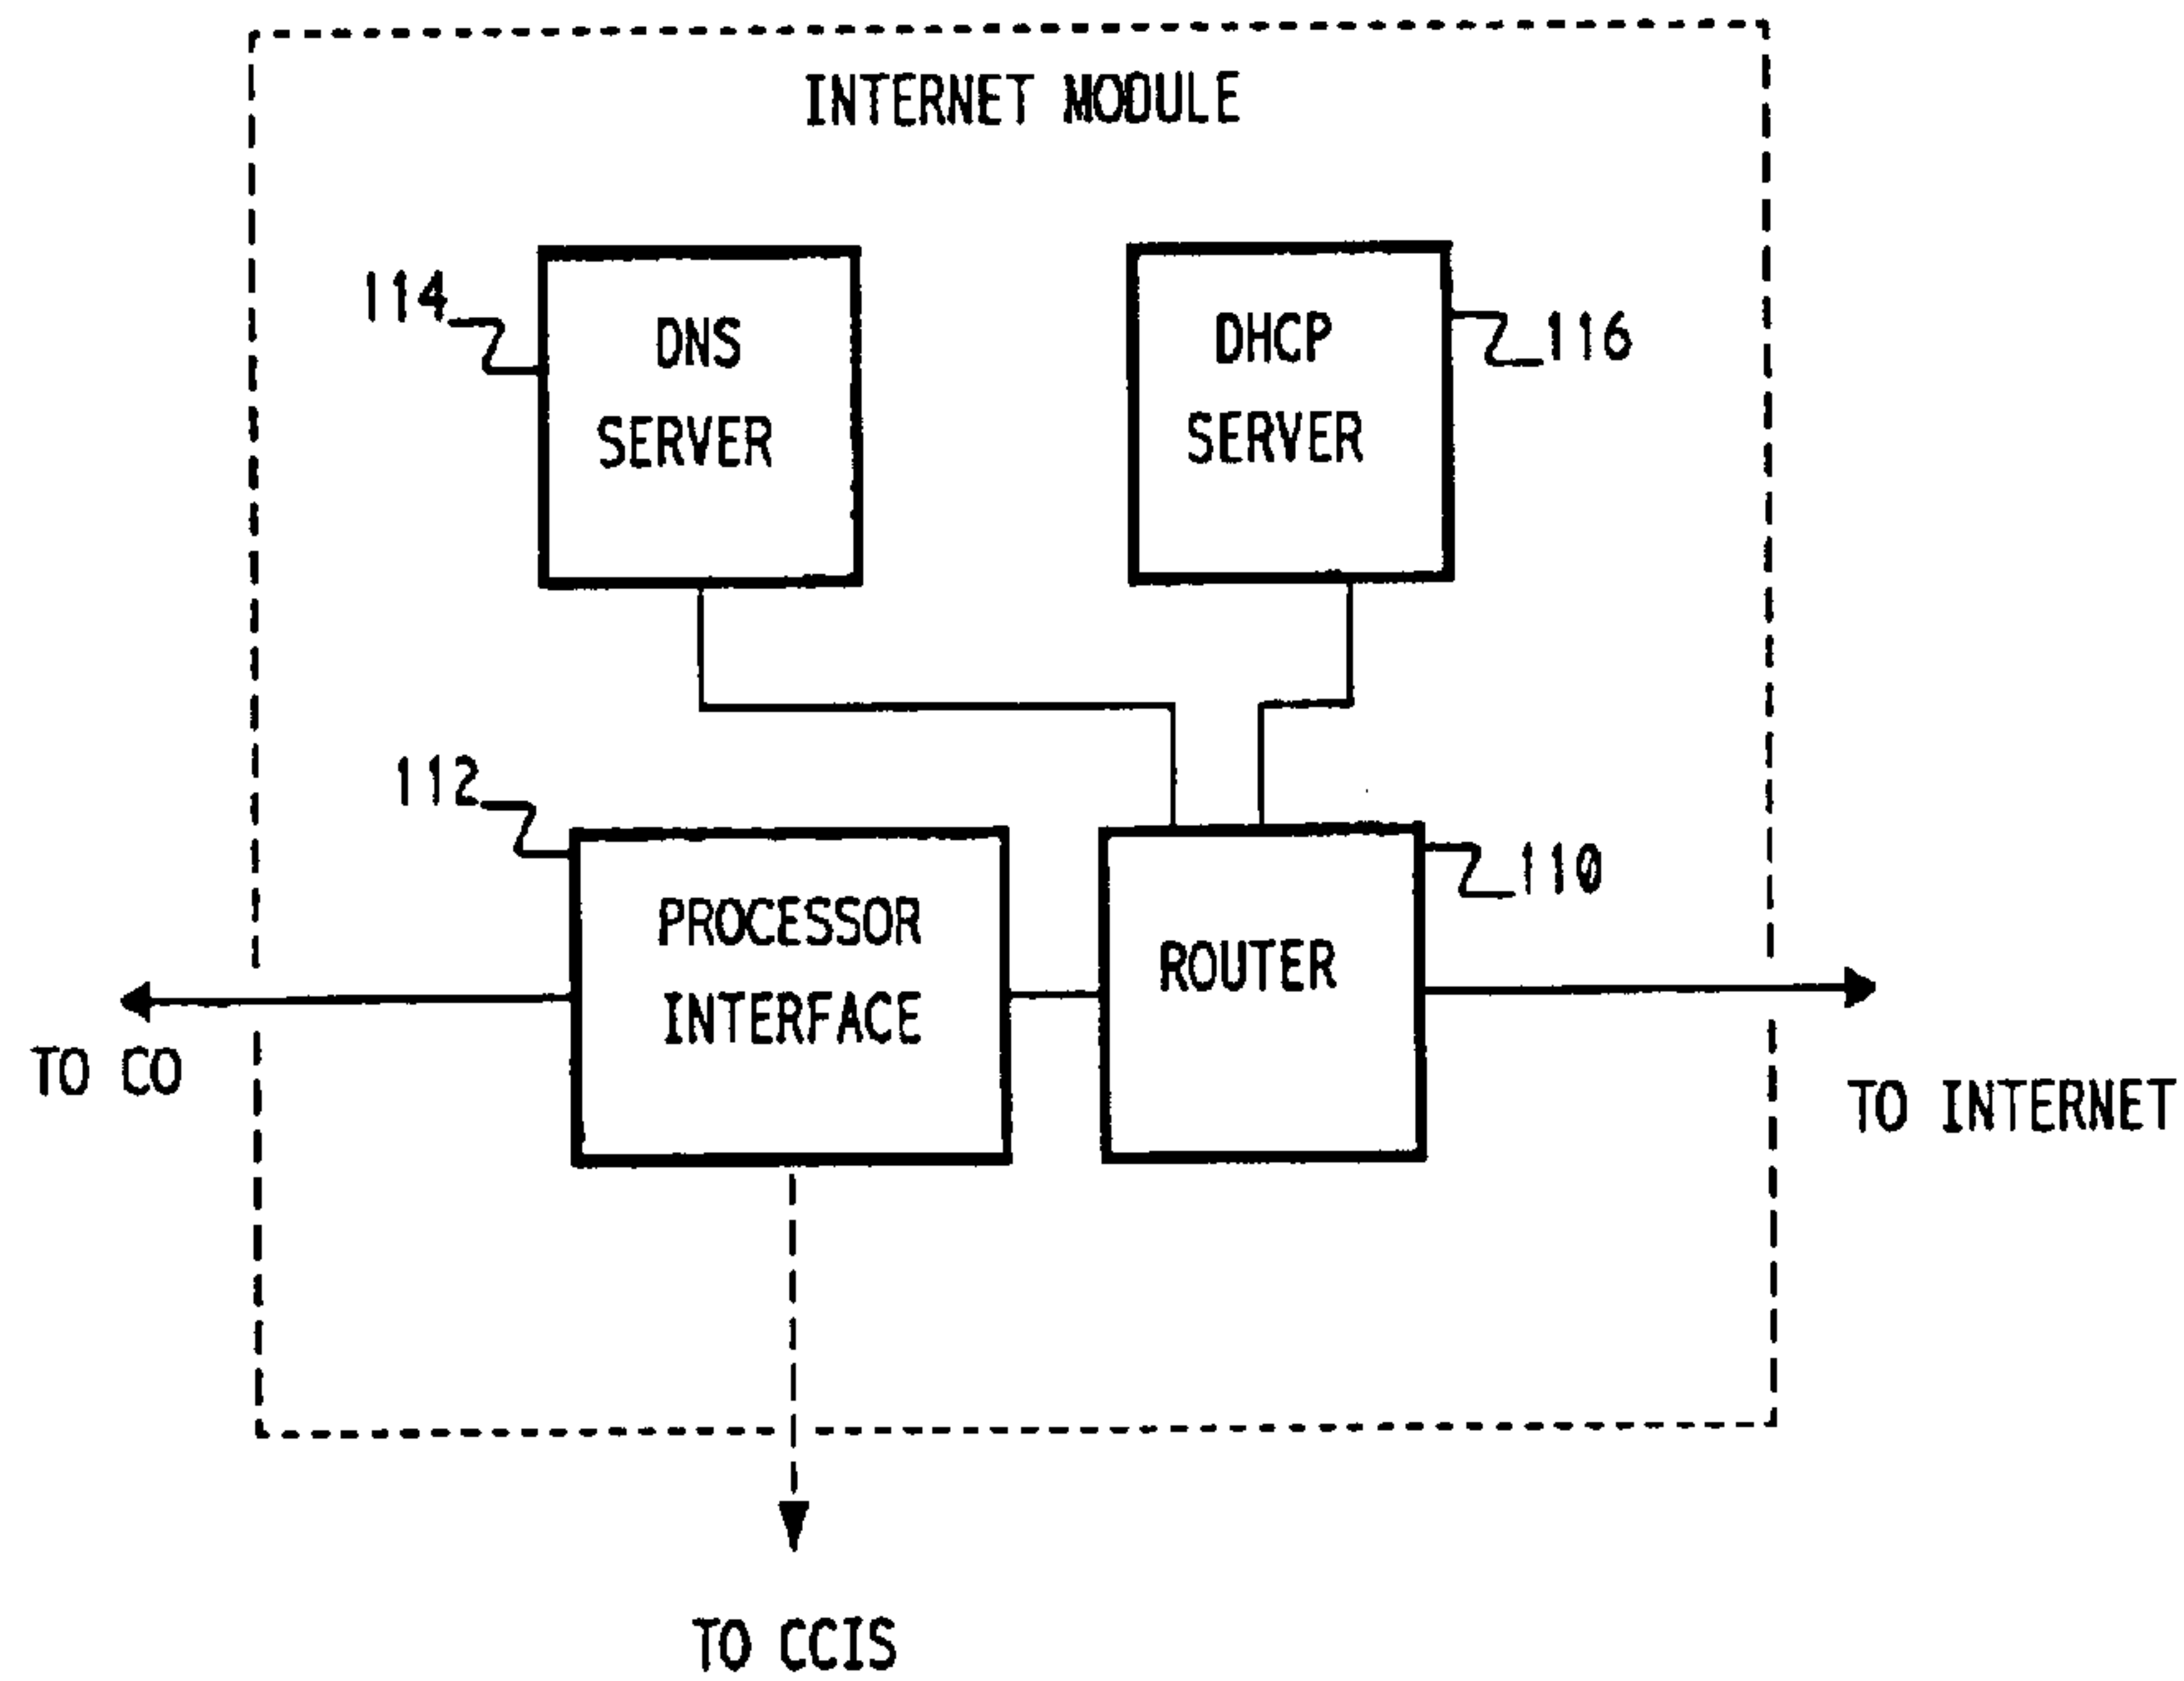 INTERNET MODULE
114
DNS
SERVER
DHCP
SERVER
116
112
PROCESSOR
INTERFACE
110
ROUTER
TO CO
TO INTERNET
TO CCIS